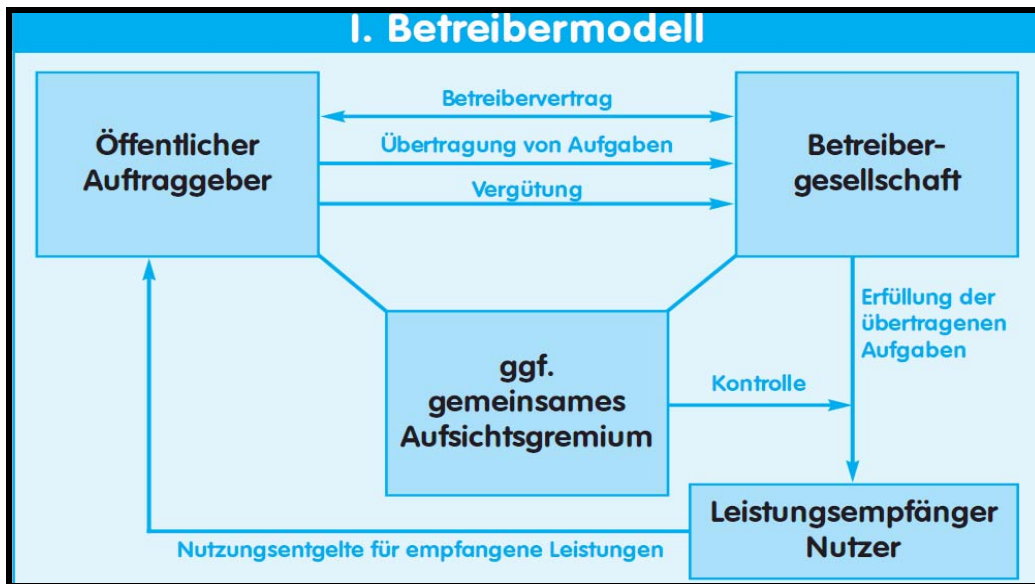 I. Betreibermodell
Öffentlicher
Auftraggeber
Betreibervertrag
Übertragung von Aufgaben
Vergütung
Betreiber-
gesellschaft
ggf.
gemeinsames
Aufsichtsgremium
Kontrolle
Erfüllung der
übertragenen
Aufgaben
Leistungsempfänger
Nutzer
Nutzungsentgelte für empfangene Leistungen